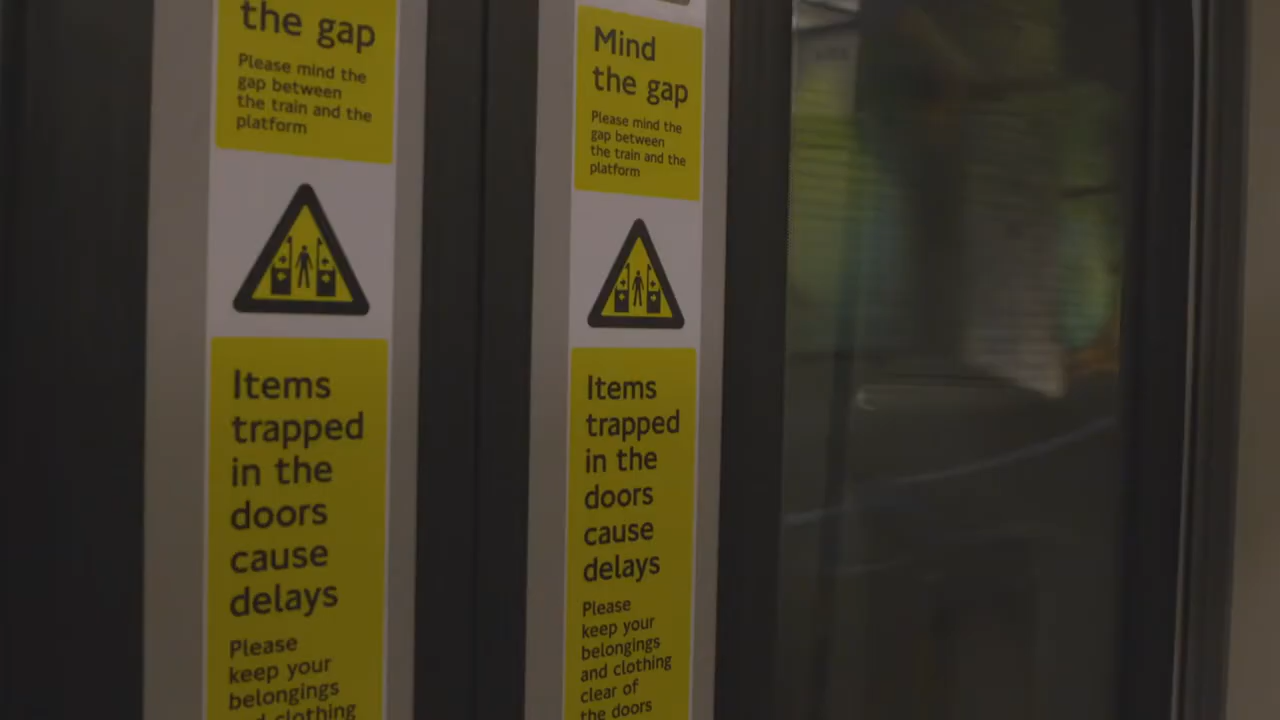 the gap
Please mind the
gap between
the train and the
platform
Items
trapped
in the
doors
cause
delays
Please
keep your
belongings
and clothing
Mind
the gap
Please mind the
gap between
the train and the
platform
Items
trapped
in the
doors
cause
delays
Please
keep your
belongings
and clothing
clear of
the doors